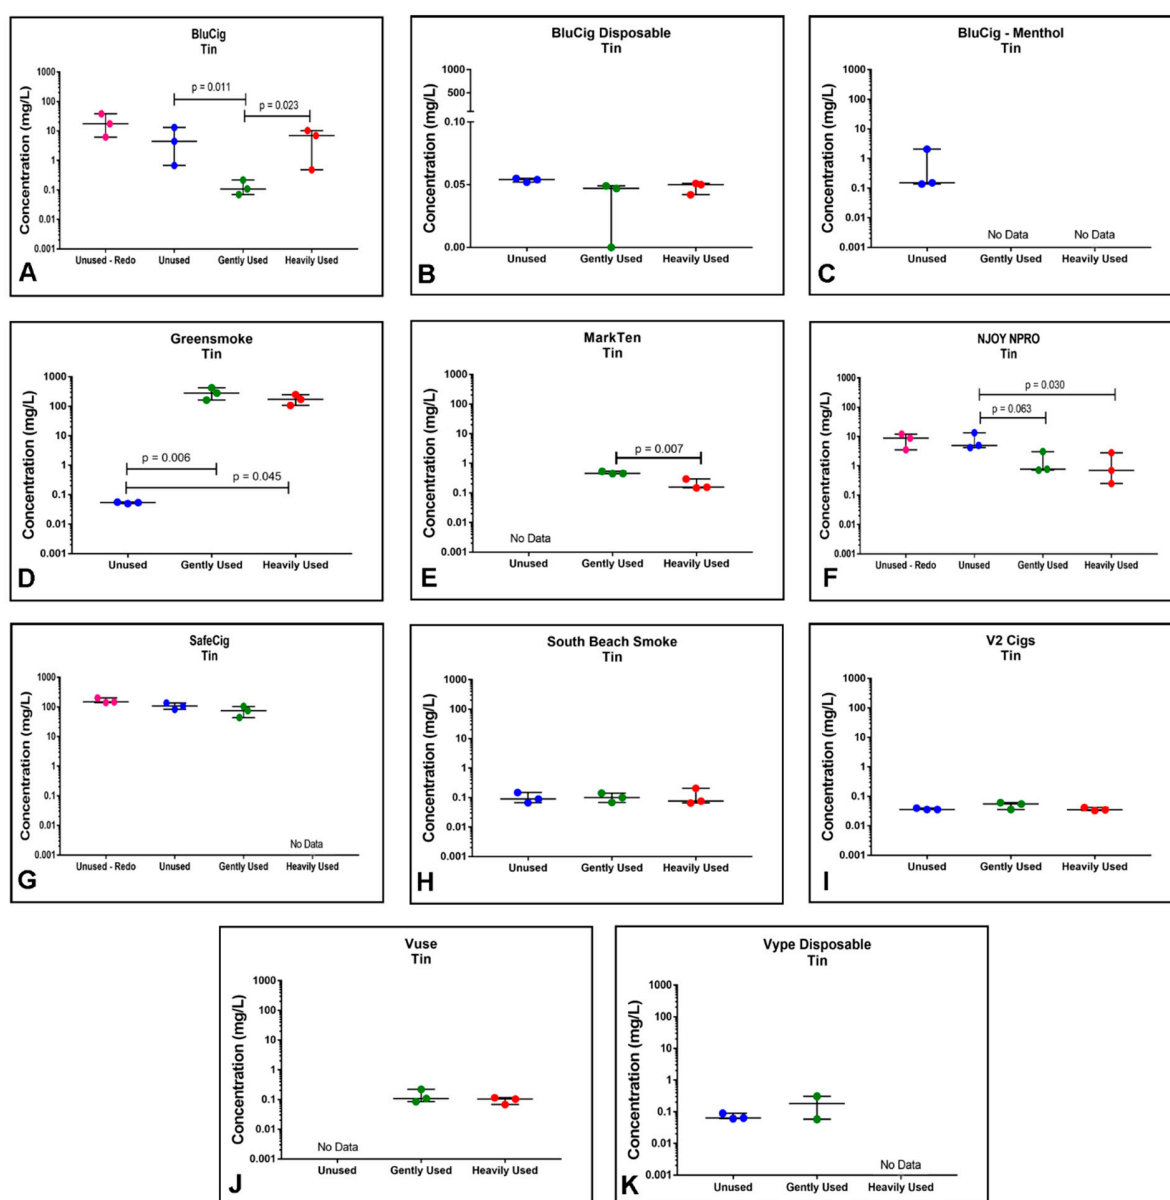 BluCig
Tin
Concentration (mg/L)
1000
100
10
1
0.1
0.01
0.001
p = 0.011
p = 0.023
Unused - Redo Unused Gently Used Heavily Used
A
BluCig Disposable
Tin
Concentration (mg/L)
1000
500
0.10
0.05
0.00
Unused Gently Used Heavily Used
B
BluCig - Menthol
Tin
Concentration (mg/L)
1000
100
10
1
0.1
0.01
0.001
No Data No Data
Unused Gently Used Heavily Used
C
Greensmoke
Tin
Concentration (mg/L)
1000
100
10
1
0.1
0.01
0.001
p = 0.006
p = 0.045
Unused Gently Used Heavily Used
D
MarkTen
Tin
Concentration (mg/L)
1000
100
10
1
0.1
0.01
0.001
p = 0.007
No Data
Unused Gently Used Heavily Used
E
NJOY NPRO
Tin
Concentration (mg/L)
1000
100
10
1
0.1
0.01
0.001
p = 0.030
p = 0.063
Unused - Redo Unused Gently Used Heavily Used
F
SafeCig
Tin
Concentration (mg/L)
1000
100
10
1
0.1
0.01
0.001
No Data
Unused - Redo Unused Gently Used Heavily Used
G
South Beach Smoke
Tin
Concentration (mg/L)
1000
100
10
1
0.1
0.01
0.001
Unused Gently Used Heavily Used
H
V2 Cigs
Tin
Concentration (mg/L)
1000
100
10
1
0.1
0.01
0.001
Unused Gently Used Heavily Used
I
Vuse
Tin
Concentration (mg/L)
1000
100
10
1
0.1
0.01
0.001
No Data
Unused Gently Used Heavily Used
J
Vype Disposable
Tin
Concentration (mg/L)
1000
100
10
1
0.1
0.01
0.001
No Data
Unused Gently Used Heavily Used
K